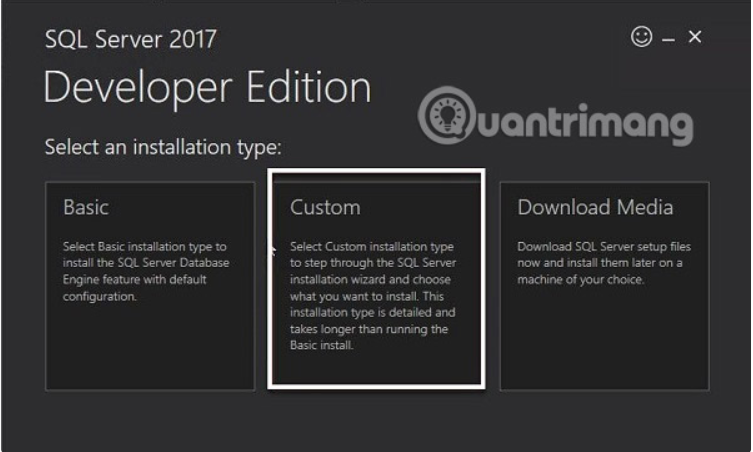 SQL Server 2017
Developer Edition
Quantrimang
Select an installation type:
Basic
Select Basic installation type to
install the SQL Server Database
Engine feature with default
configuration.
Custom
Select Custom installation type
to step through the SQL Server
installation wizard and choose
what you want to install. This
installation type is detailed and
takes longer than running the
Basic install.
Download Media
Download SQL Server setup files
now and install them later on a
machine of your choice.